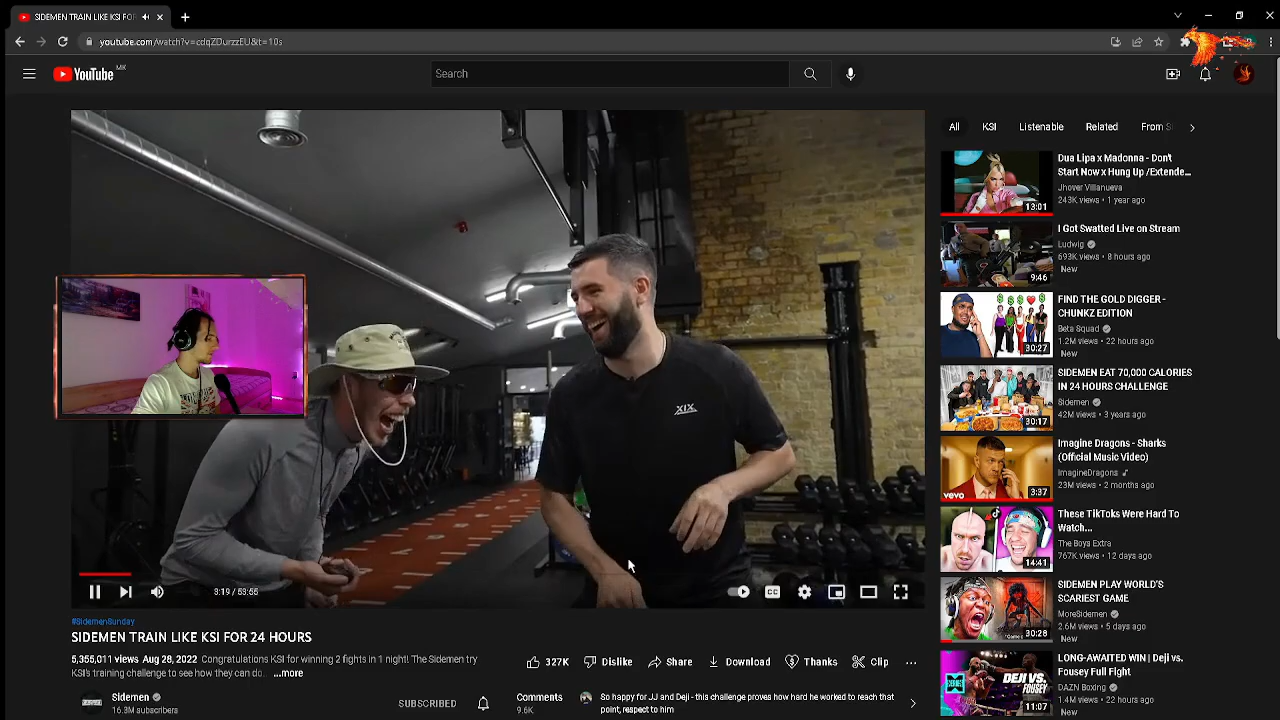 SIDEMEN TRAIN LIKE KSI FOR
youtube.com/watch?v=cdqZDurzzEU&t=10s
YouTube MK
Search
XIX
3:19 / 53:55
#SidemenSunday
SIDEMEN TRAIN LIKE KSI FOR 24 HOURS
5,355,011 views Aug 28, 2022 Congratulations KSI for winning 2 fights in 1 night! The Sidemen try
KSI's training challenge to see how they can do. ...more
327K Dislike Share Download Thanks Clip
Sidemen
16.3M subscribers
SUBSCRIBED
Comments
9.6K
So happy for JJ and Deji - this challenge proves how hard he worked to reach that
point, respect to him
All KSI Listenable Related From S
13:01
Dua Lipa x Madonna - Don't
Start Now x Hung Up /Extende...
Jhover Villanueva
243K views • 1 year ago
9:46
I Got Swatted Live on Stream
Ludwig
693K views • 8 hours ago
New
30:27
FIND THE GOLD DIGGER -
CHUNKZ EDITION
Beta Squad
1.2M views • 22 hours ago
New
30:17
SIDEMEN EAT 70,000 CALORIES
IN 24 HOURS CHALLENGE
Sidemen
42M views • 3 years ago
vevo
3:37
Imagine Dragons - Sharks
(Official Music Video)
ImagineDragons
23M views • 2 months ago
14:41
These TikToks Were Hard To
Watch...
The Boys Extra
767K views • 12 days ago
30:28
SIDEMEN PLAY WORLD'S
SCARIEST GAME
MoreSidemen
2.6M views • 5 days ago
New
DEJI VS.
FOUSEY
11:07
LONG-AWAITED WIN | Deji vs.
Fousey Full Fight
DAZN Boxing
1.4M views • 22 hours ago
New